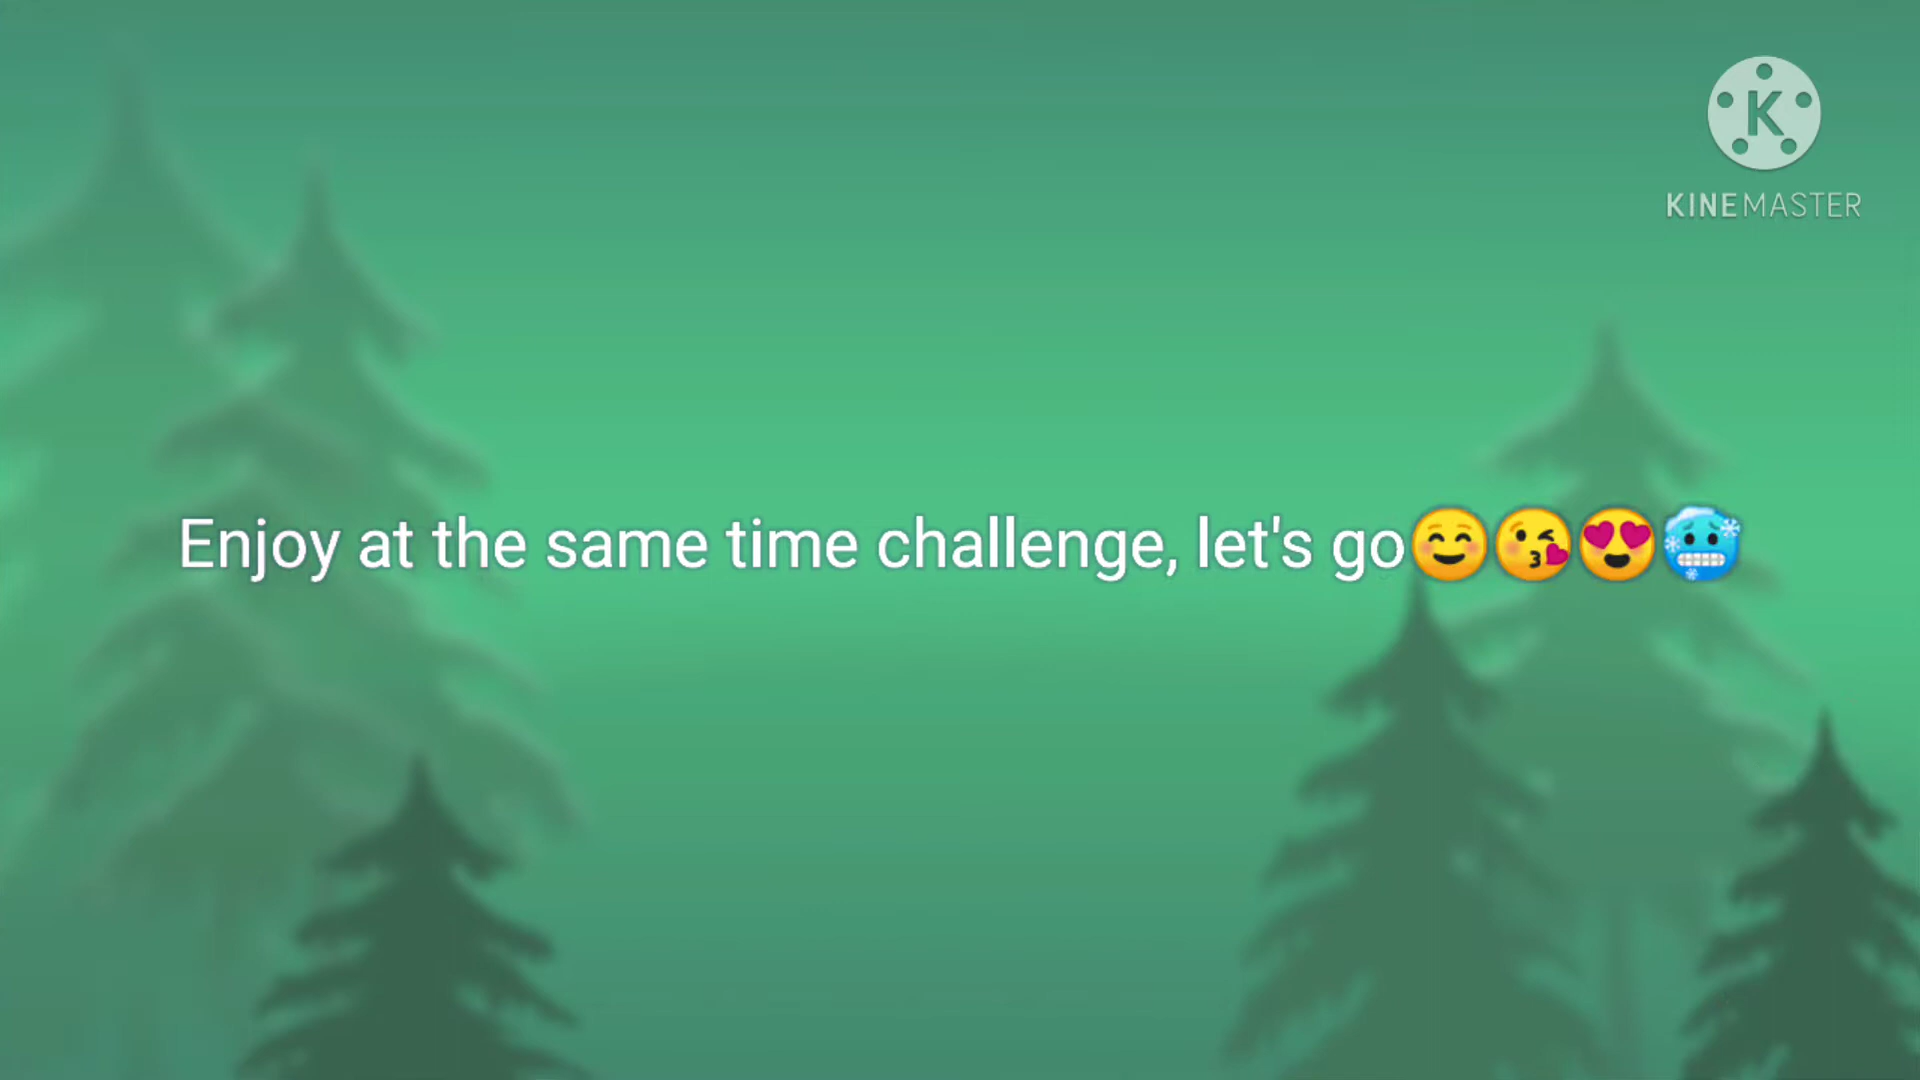 K
KINEMASTER
Enjoy at the same time challenge, let's go😊😘😍🥶